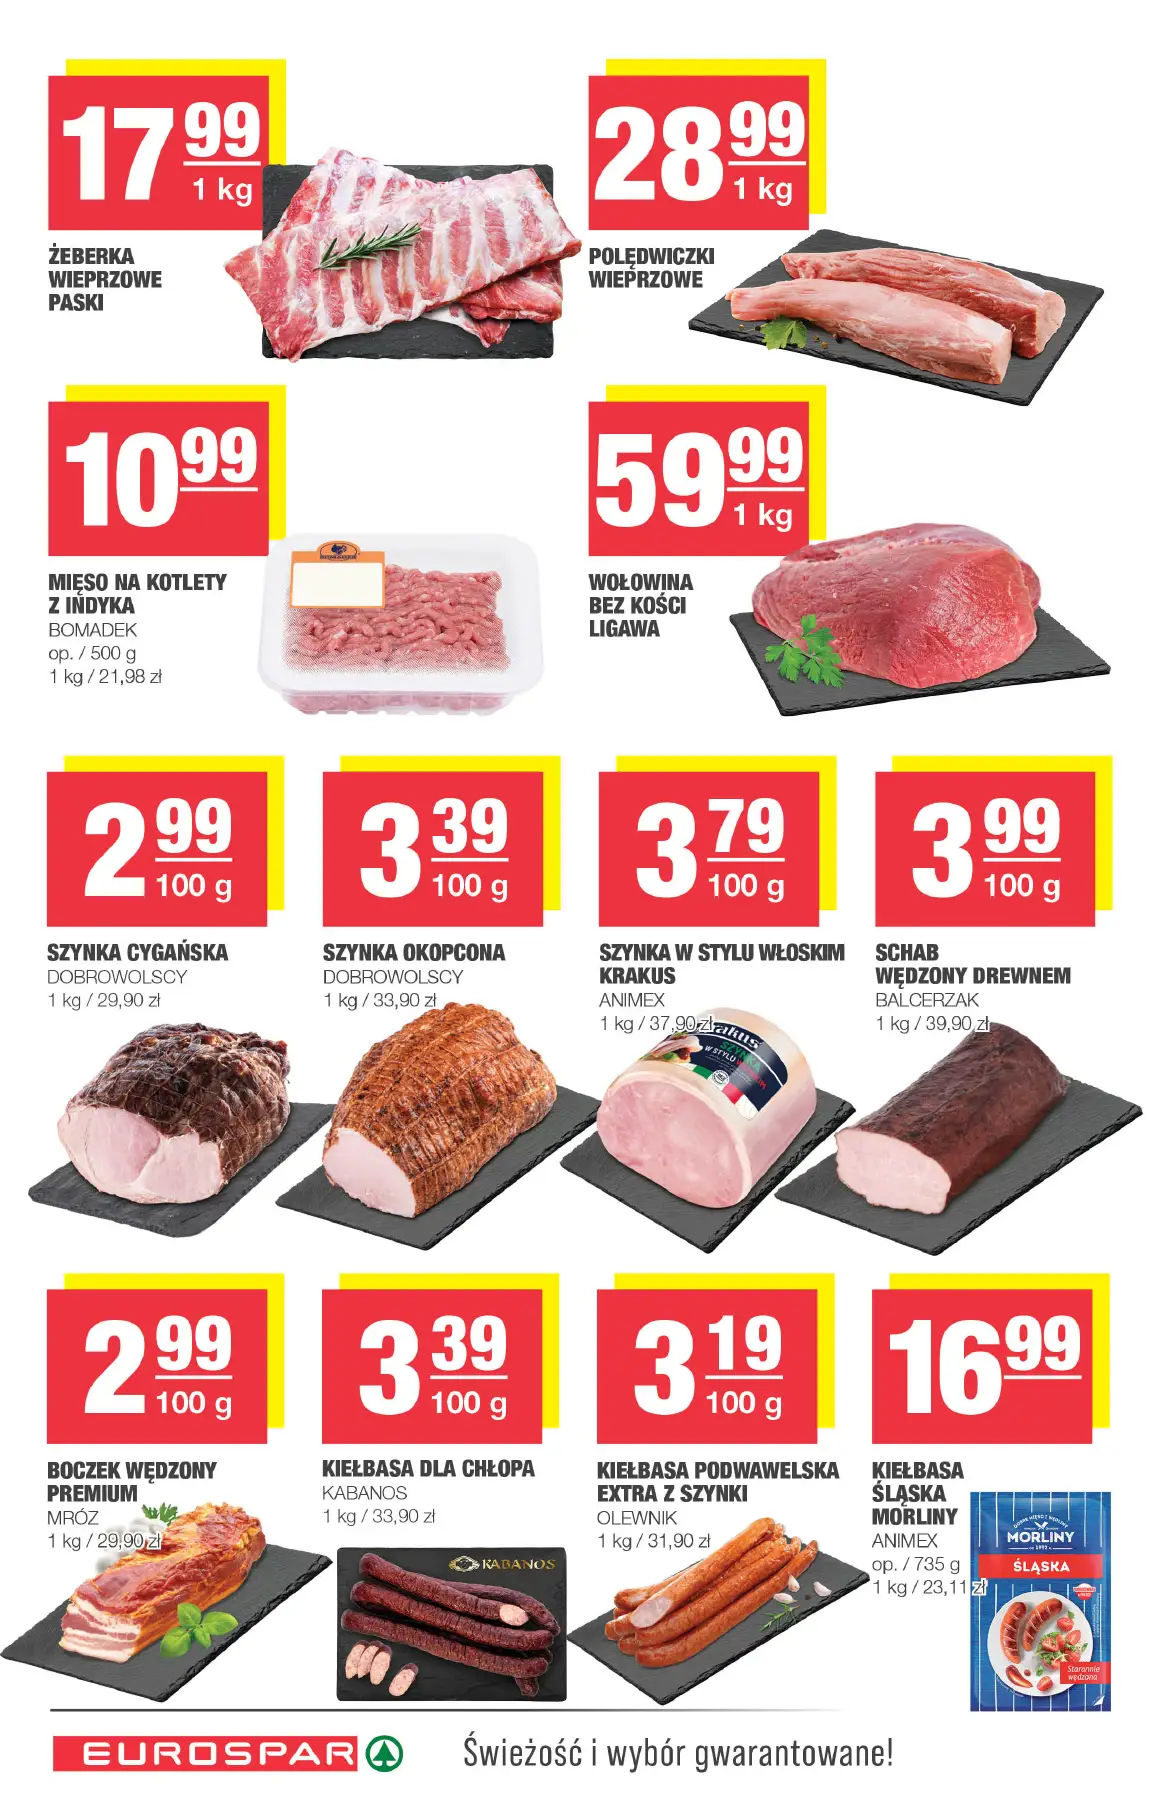 17 99
1 kg
ŻEBERKA
WIEPRZOWE
PASKI
28 99
1 kg
POLĘDWICZKI
WIEPRZOWE
10 99
MIĘSO NA KOTLETY
Z INDYKA
BOMADEK
op. / 500 g
1 kg / 21,98 zł
59 99
1 kg
WOŁOWINA
BEZ KOŚCI
LIGAWA
2 99
100 g
SZYNKA CYGAŃSKA
DOBROWOLSCY
1 kg / 29,90 zł
3 39
100 g
SZYNKA OKOPCONA
DOBROWOLSCY
1 kg / 33,90 zł
3 79
100 g
SZYNKA W STYLU WŁOSKIM
KRAKUS
ANIMEX
1 kg / 37,90 zł
SZYNKA
W STYLU
3 99
100 g
SCHAB
WĘDZONY DREWNEM
BALCERZAK
1 kg / 39,90 zł
2 99
100 g
BOCZEK WĘDZONY
PREMIUM
MRÓZ
1 kg / 29,90 zł
3 39
100 g
KIEŁBASA DLA CHŁOPA
KABANOS
1 kg / 33,90 zł
KABANOS
3 19
100 g
KIEŁBASA PODWAWELSKA
EXTRA Z SZYNKI
OLEWNIK
1 kg / 31,90 zł
16 99
KIEŁBASA
ŚLĄSKA
MORLINY
ANIMEX
op. / 735 g
1 kg / 23,11 zł
MORLINY
ŚLĄSKA
Starannie
wędzona
EUROSPAR
Świeżość i wybór gwarantowane!